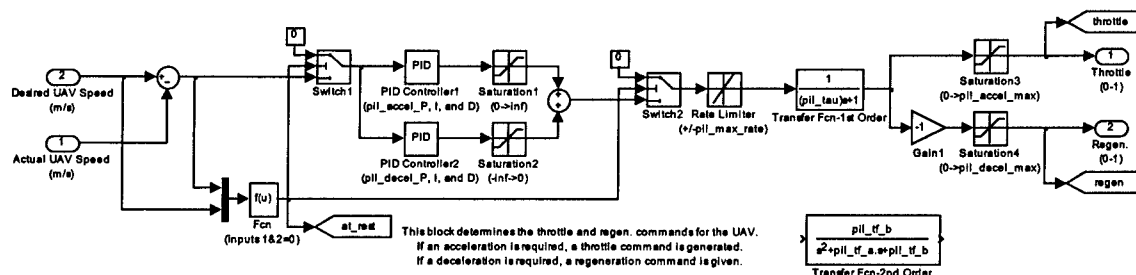 2
Desired UAV Speed
(m/s)
1
Actual UAV Speed
(m/s)
f(u)
Fcn
(Inputs 1&2=0)
0
Switch1
at_rest
PID
PID Controller1
(pil_accel_P, I, and D)
Saturation1
(0->inf)
PID
PID Controller2
(pil_decel_P, I, and D)
Saturation2
(-inf->0)
0
Switch2
Rate Limiter
(+/-pil_max_rate)
1
(pil_tau)s+1
Transfer Fcn-1st Order
throttle
Saturation3
(0->pil_accel_max)
1
Throttle
(0-1)
-1
Gain1
Saturation4
(0->pil_decel_max)
2
Regen.
(0-1)
regen
This block determines the throttle and regen. commands for the UAV.
If an acceleration is required, a throttle command is generated.
If a deceleration is required, a regeneration command is given.
pil_tf_b
s²+pil_tf_a.s+pil_tf_b
Transfer Fcn-2nd Order